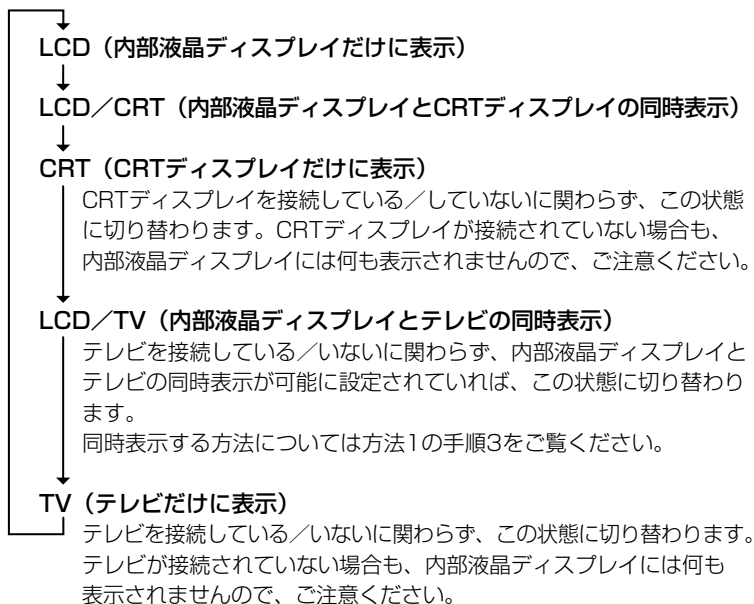 LCD（内部液晶ディスプレイだけに表示）
LCD／CRT（内部液晶ディスプレイとCRTディスプレイの同時表示）
CRT（CRTディスプレイだけに表示）
CRTディスプレイを接続している／していないに関わらず、この状態
に切り替わります。CRTディスプレイが接続されていない場合も、
内部液晶ディスプレイには何も表示されませんので、ご注意ください。
LCD／TV（内部液晶ディスプレイとテレビの同時表示）
テレビを接続している／いないに関わらず、内部液晶ディスプレイと
テレビの同時表示が可能に設定されていれば、この状態に切り替わり
ます。
同時表示する方法については方法1の手順3をご覧ください。
TV（テレビだけに表示）
テレビを接続している／いないに関わらず、この状態に切り替わります。
テレビが接続されていない場合も、内部液晶ディスプレイには何も
表示されませんので、ご注意ください。